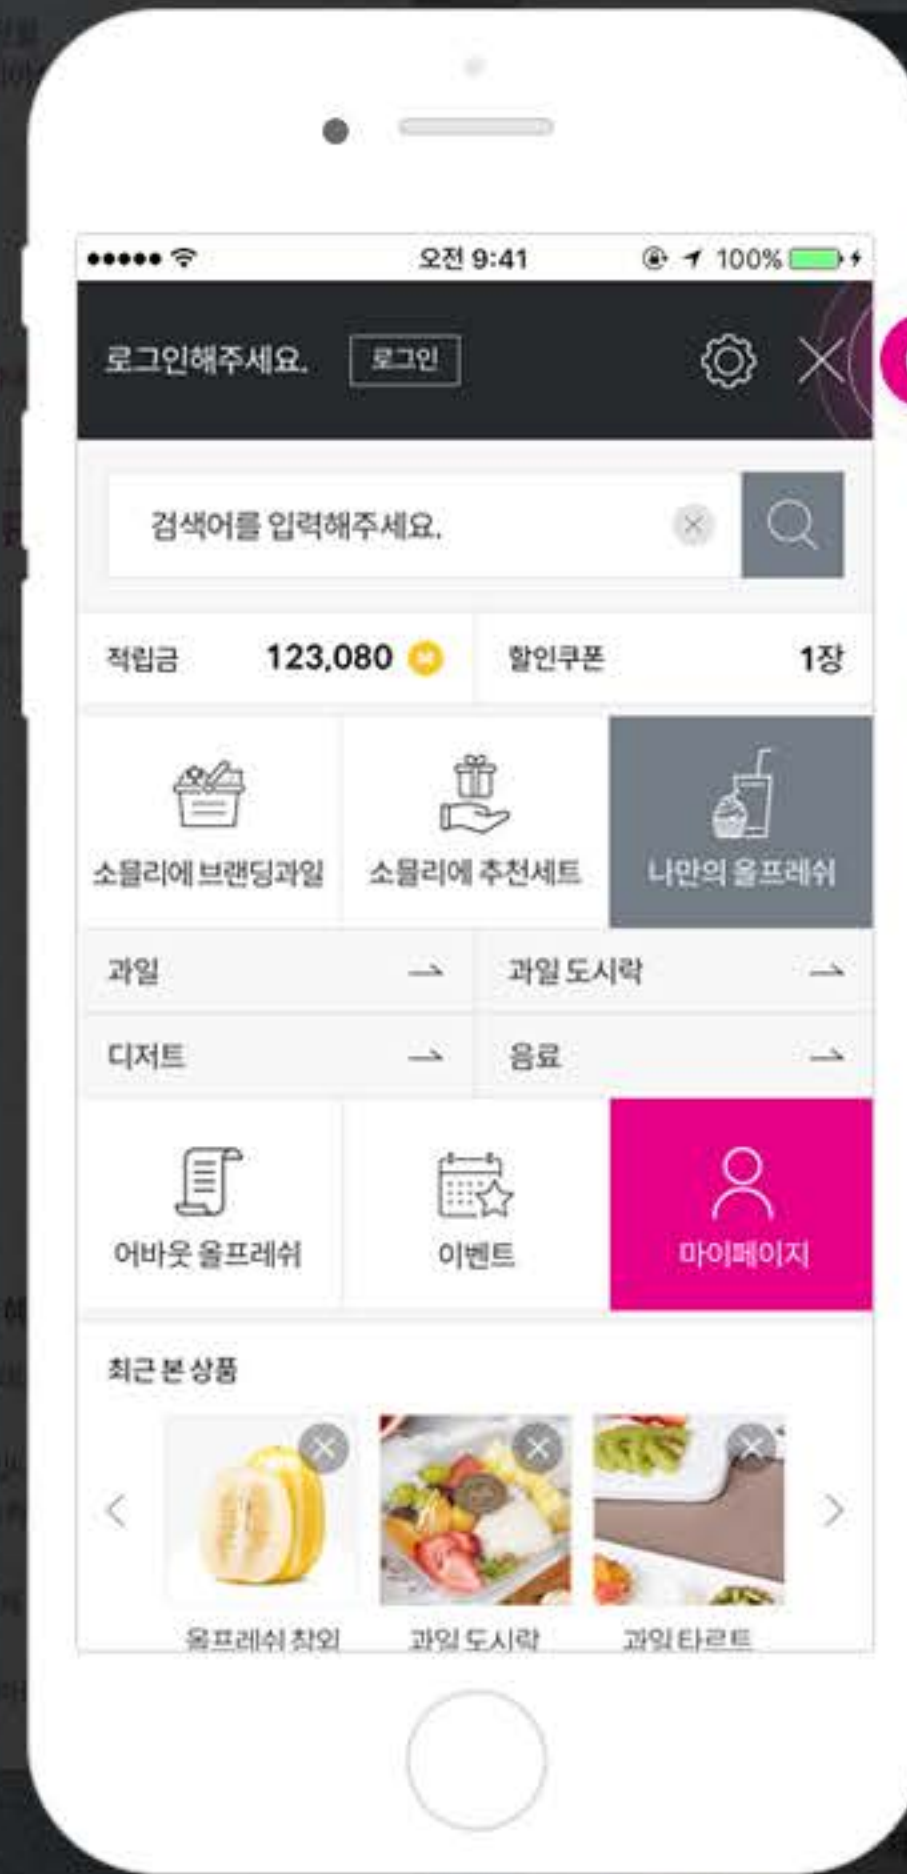 오전 9:41
100%
로그인해주세요.
로그인
검색어를 입력해주세요.
적립금 123,080
할인쿠폰 1장
소믈리에 브랜딩과일
소믈리에 추천세트
나만의 올프레쉬
과일
과일 도시락
디저트
음료
어바웃 올프레쉬
이벤트
마이페이지
최근 본 상품
올프레쉬 참외
과일 도시락
과일 타르트